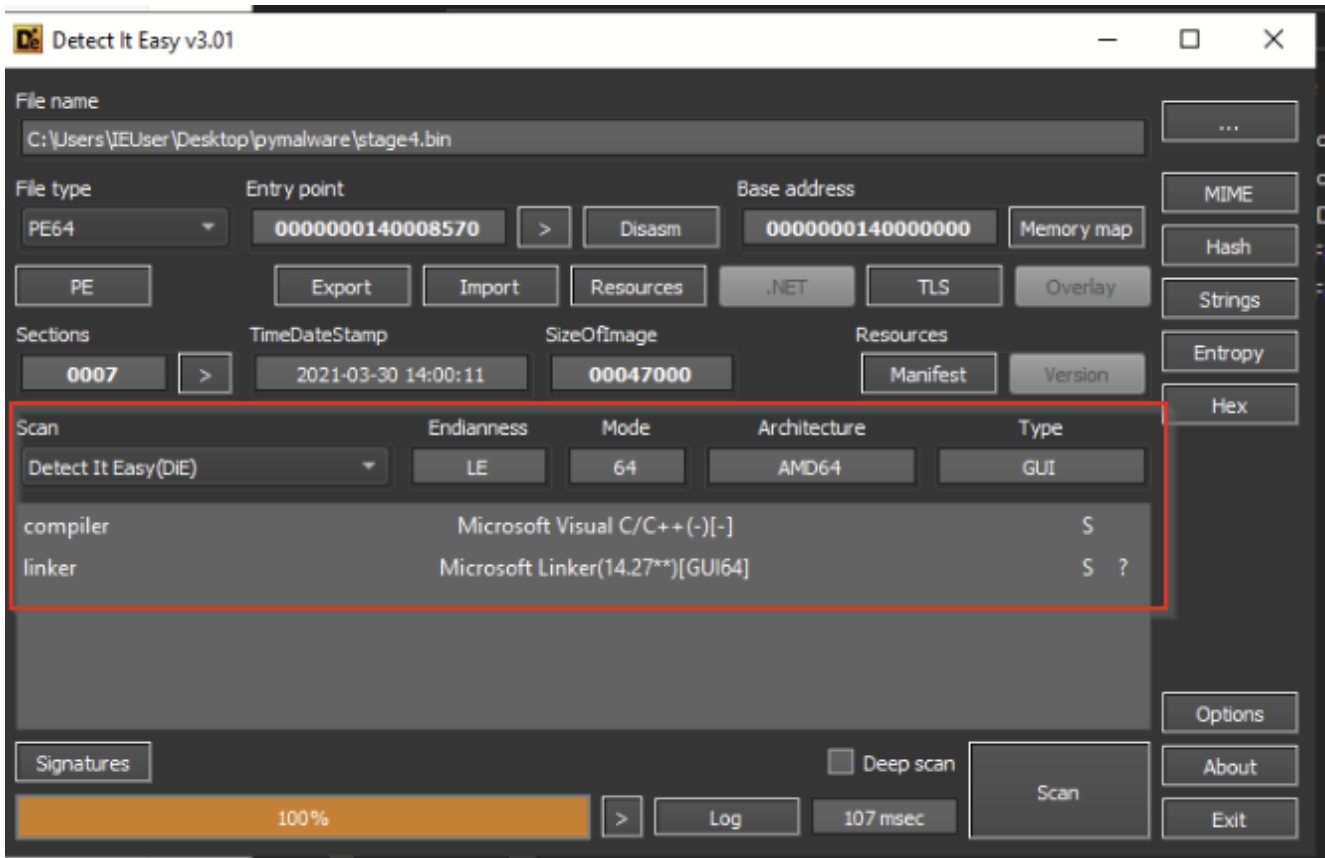 Detect It Easy v3.01
File name
C:\Users\IEUser\Desktop\pymalware\stage4.bin
...
File type Entry point Base address MIME
PE64 0000000140008570 > Disasm 0000000140000000 Memory map
Hash
PE Export Import Resources .NET TLS Overlay
Strings
Sections TimeDateStamp SizeOfImage Resources
Entropy
0007 > 2021-03-30 14:00:11 00047000 Manifest Version
Hex
Scan Endianness Mode Architecture Type
Detect It Easy(DiE) LE 64 AMD64 GUI
compiler Microsoft Visual C/C++(-)[-] S
linker Microsoft Linker(14.27**)[GUI64] S ?
Options
Signatures Deep scan Scan About
100% > Log 107 msec Exit